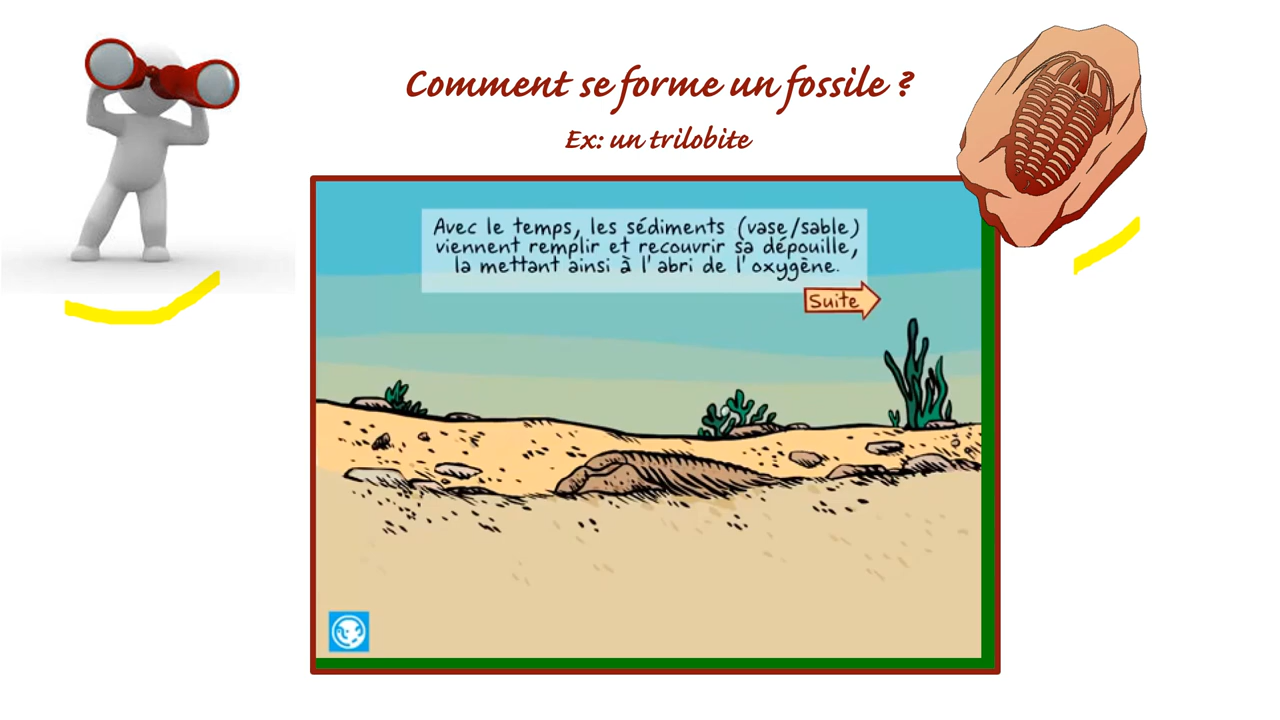 Comment se forme un fossile ?
Ex: un trilobite
Avec le temps, les sédiments (vase/sable)
viennent remplir et recouvrir sa dépouille,
la mettant ainsi à l'abri de l'oxygène.
Suite